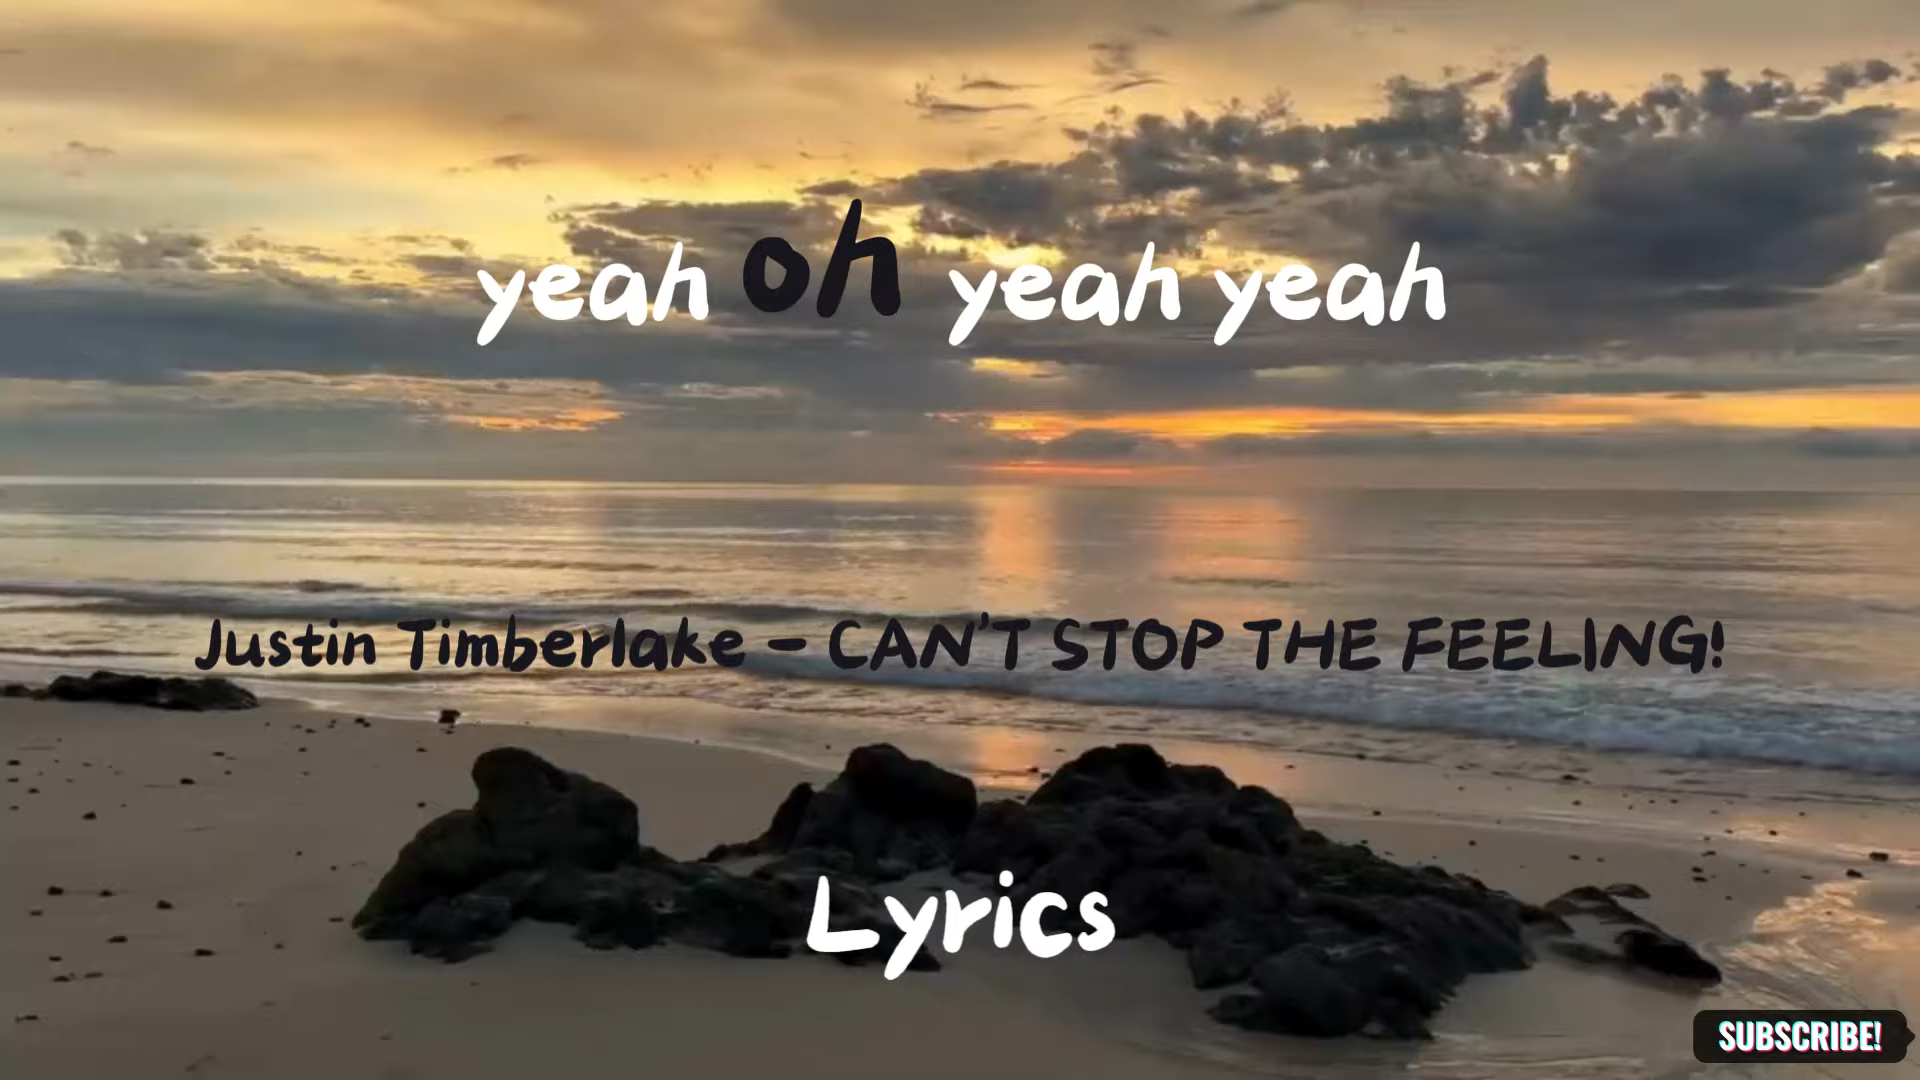 yeah oh yeah yeah
Justin Timberlake - CAN'T STOP THE FEELING!
Lyrics
SUBSCRIBE!